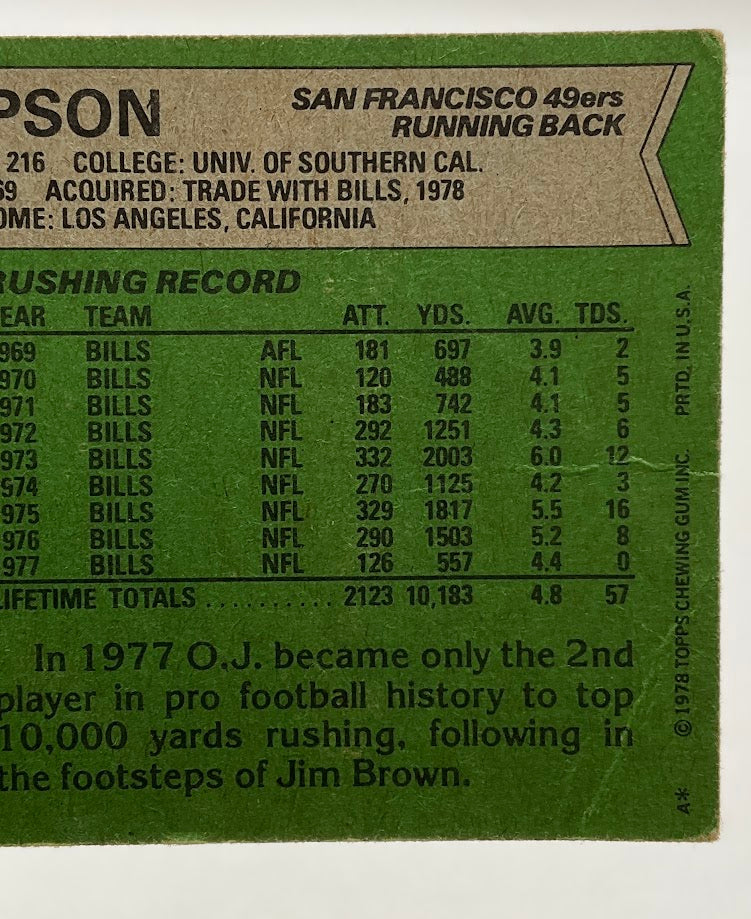 PSON
SAN FRANCISCO 49ers
RUNNING BACK
216 COLLEGE: UNIV. OF SOUTHERN CAL.
69 ACQUIRED: TRADE WITH BILLS, 1978
OME: LOS ANGELES, CALIFORNIA
RUSHING RECORD
EAR TEAM ATT. YDS. AVG. TDS.
969 BILLS AFL 181 697 3.9 2
970 BILLS NFL 120 488 4.1 5
971 BILLS NFL 183 742 4.1 5
972 BILLS NFL 292 1251 4.3 6
973 BILLS NFL 332 2003 6.0 12
974 BILLS NFL 270 1125 4.2 3
975 BILLS NFL 329 1817 5.5 16
976 BILLS NFL 290 1503 5.2 8
977 BILLS NFL 126 557 4.4 0
LIFETIME TOTALS .......... 2123 10,183 4.8 57
In 1977 O.J. became only the 2nd
player in pro football history to top
10,000 yards rushing, following in
the footsteps of Jim Brown.
A* ©1978 TOPPS CHEWING GUM INC. PRTD. IN U.S.A.